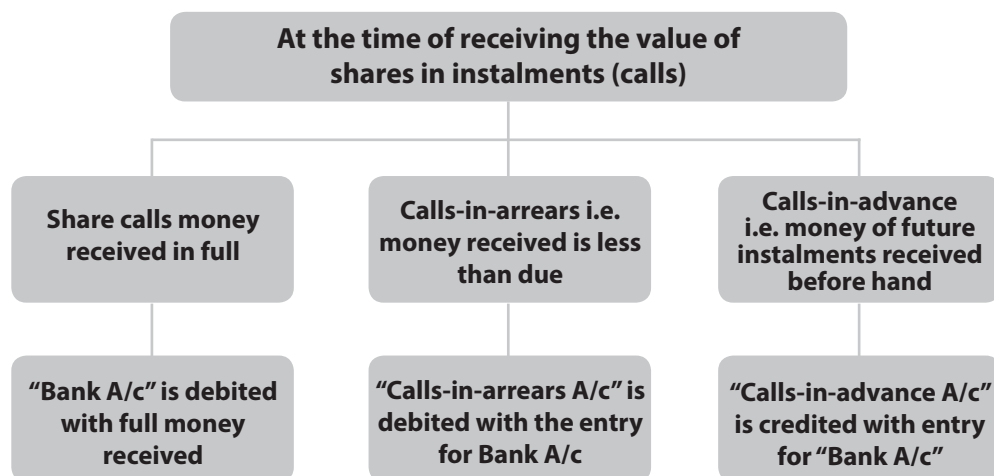 At the time of receiving the value of
shares in instalments (calls)
Share calls money
received in full
Calls-in-arrears i.e.
money received is less
than due
Calls-in-advance
i.e. money of future
instalments received
before hand
“Bank A/c” is debited
with full money
received
“Calls-in-arrears A/c” is
debited with the entry
for Bank A/c
“Calls-in-advance A/c”
is credited with entry
for “Bank A/c”